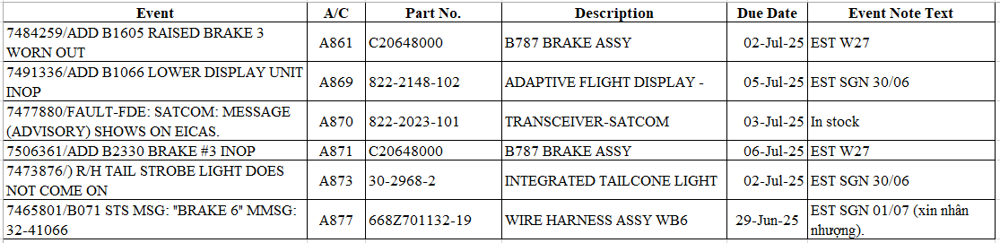 Event A/C Part No. Description Due Date Event Note Text
7484259/ADD B1605 RAISED BRAKE 3
WORN OUT
A861 C20648000 B787 BRAKE ASSY 02-Jul-25 EST W27
7491336/ADD B1066 LOWER DISPLAY UNIT
INOP
A869 822-2148-102 ADAPTIVE FLIGHT DISPLAY - 05-Jul-25 EST SGN 30/06
7477880/FAULT-FDE: SATCOM: MESSAGE
(ADVISORY) SHOWS ON EICAS.
A870 822-2023-101 TRANSCEIVER-SATCOM 03-Jul-25 In stock
7506361/ADD B2330 BRAKE #3 INOP A871 C20648000 B787 BRAKE ASSY 06-Jul-25 EST W27
7473876/) R/H TAIL STROBE LIGHT DOES
NOT COME ON
A873 30-2968-2 INTEGRATED TAILCONE LIGHT 02-Jul-25 EST SGN 30/06
7465801/B071 STS MSG: "BRAKE 6" MMSG:
32-41066
A877 668Z701132-19 WIRE HARNESS ASSY WB6 29-Jun-25 EST SGN 01/07 (xin nhân
nhượng).